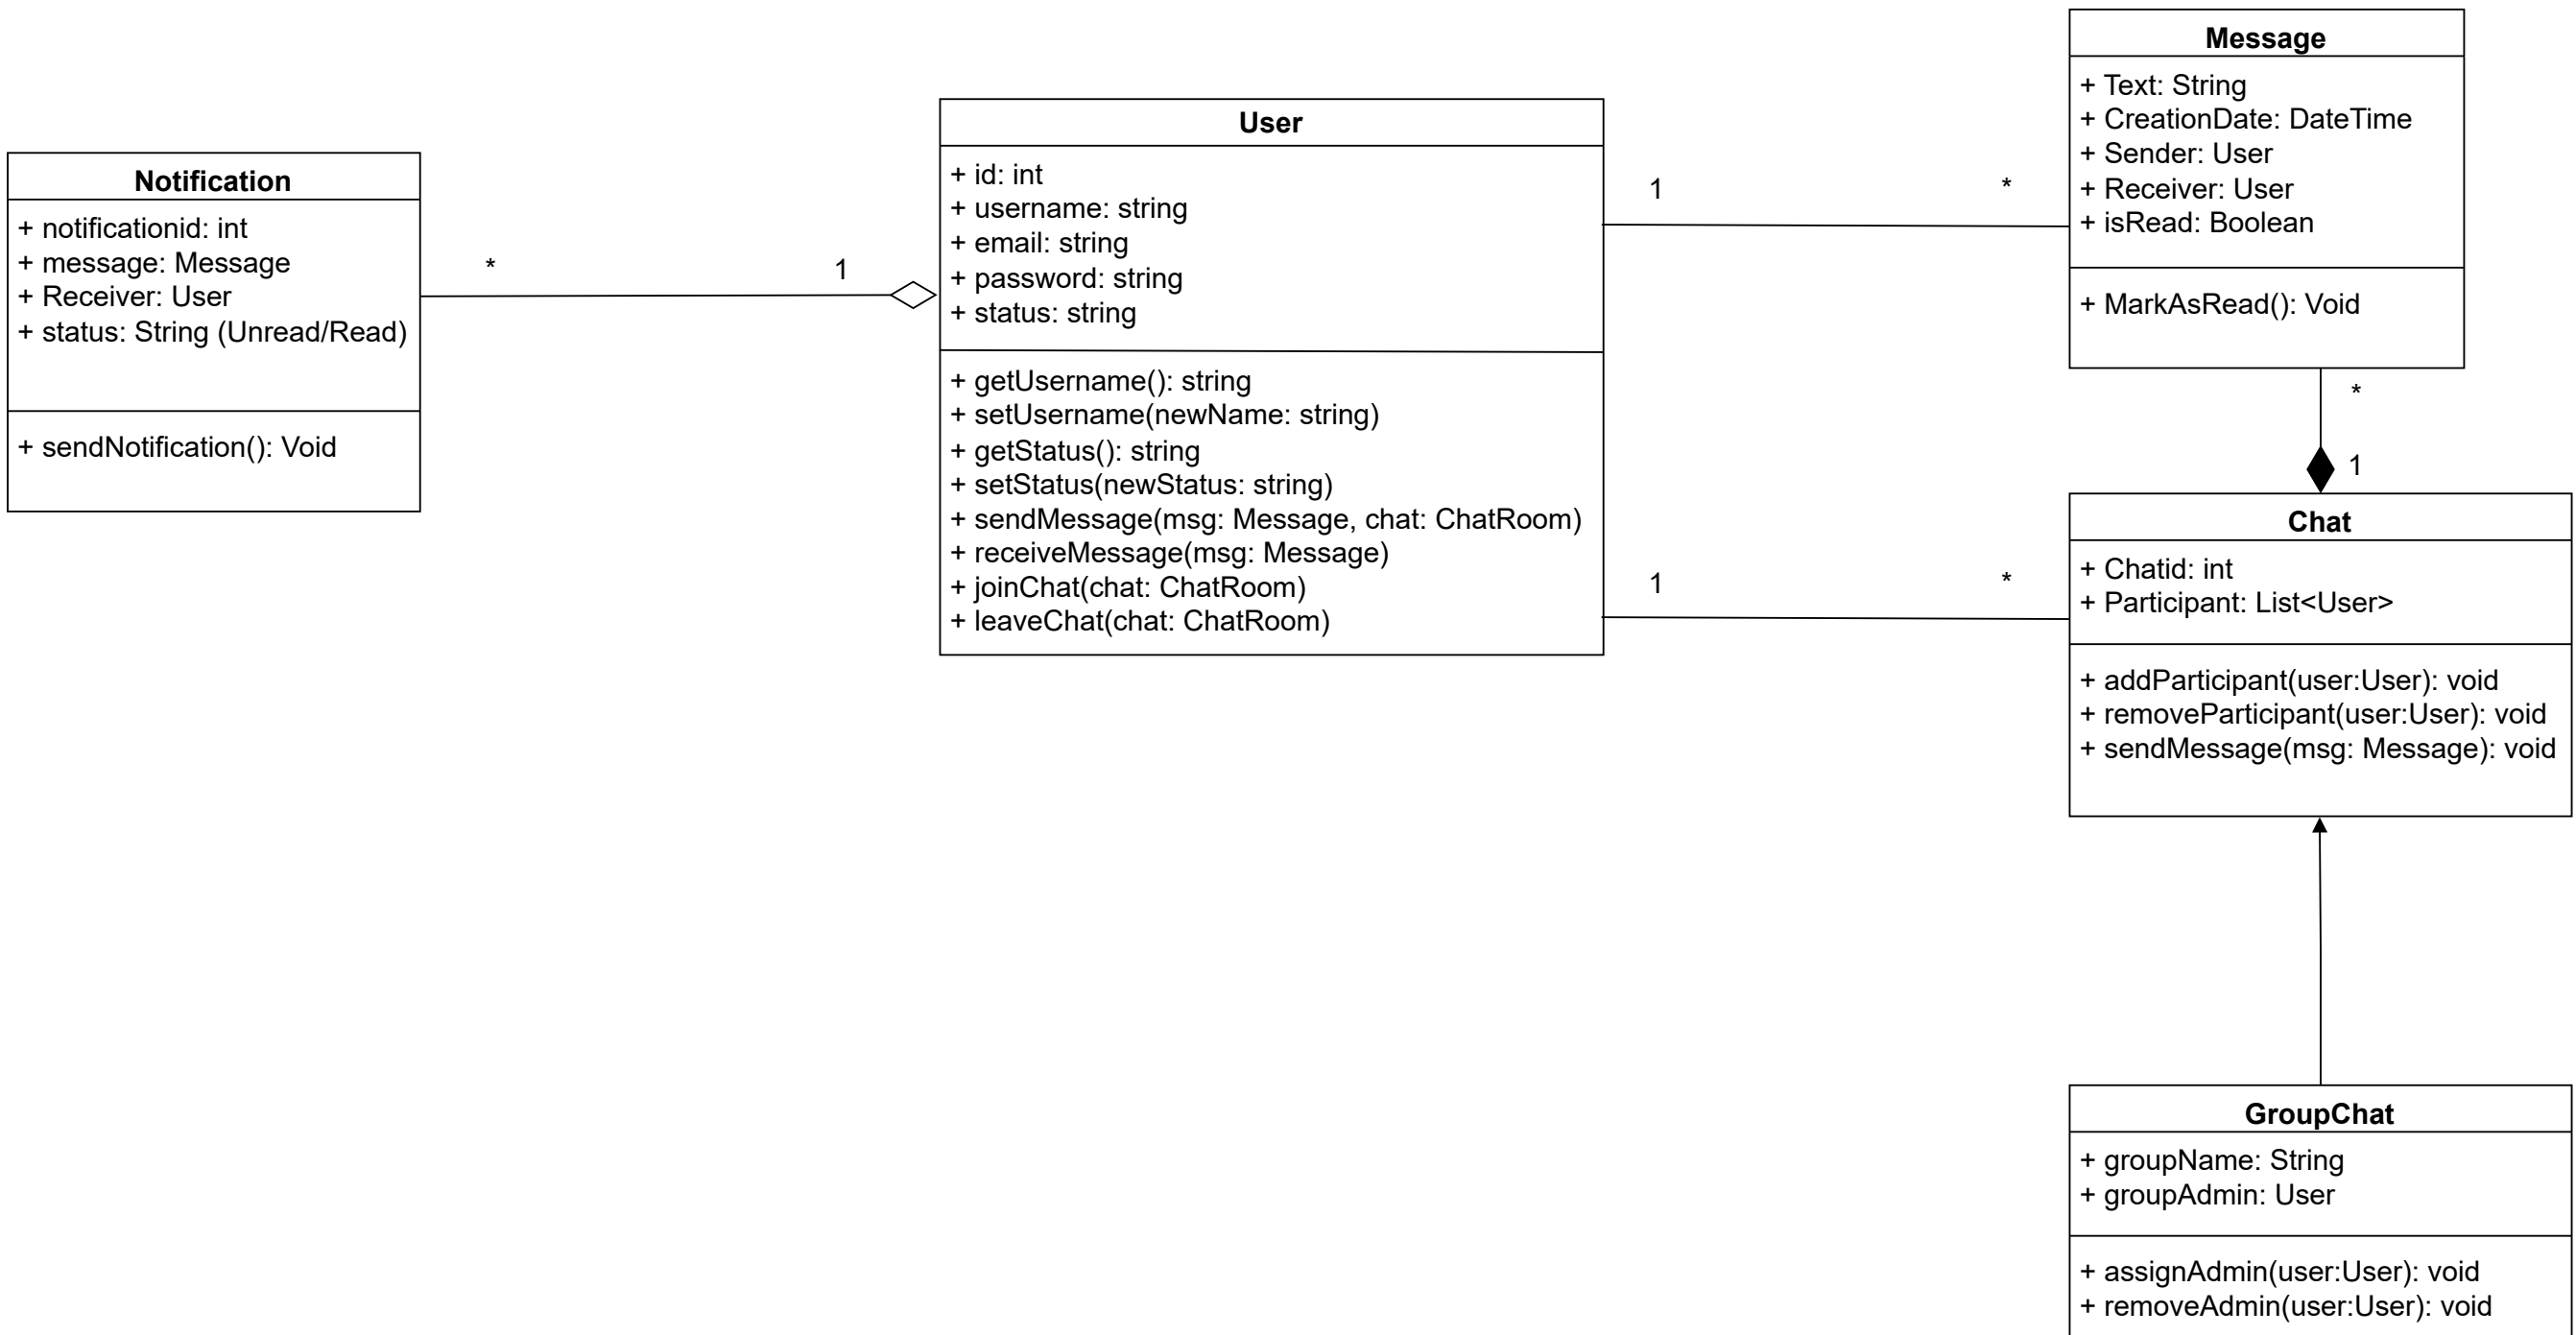 Notification
+ notificationid: int
+ message: Message
+ Receiver: User
+ status: String (Unread/Read)
+ sendNotification(): Void
*
1
User
+ id: int
+ username: string
+ email: string
+ password: string
+ status: string
+ getUsername(): string
+ setUsername(newName: string)
+ getStatus(): string
+ setStatus(newStatus: string)
+ sendMessage(msg: Message, chat: ChatRoom)
+ receiveMessage(msg: Message)
+ joinChat(chat: ChatRoom)
+ leaveChat(chat: ChatRoom)
1
*
1
*
Message
+ Text: String
+ CreationDate: DateTime
+ Sender: User
+ Receiver: User
+ isRead: Boolean
+ MarkAsRead(): Void
*
1
Chat
+ Chatid: int
+ Participant: List<User>
+ addParticipant(user:User): void
+ removeParticipant(user:User): void
+ sendMessage(msg: Message): void
GroupChat
+ groupName: String
+ groupAdmin: User
+ assignAdmin(user:User): void
+ removeAdmin(user:User): void